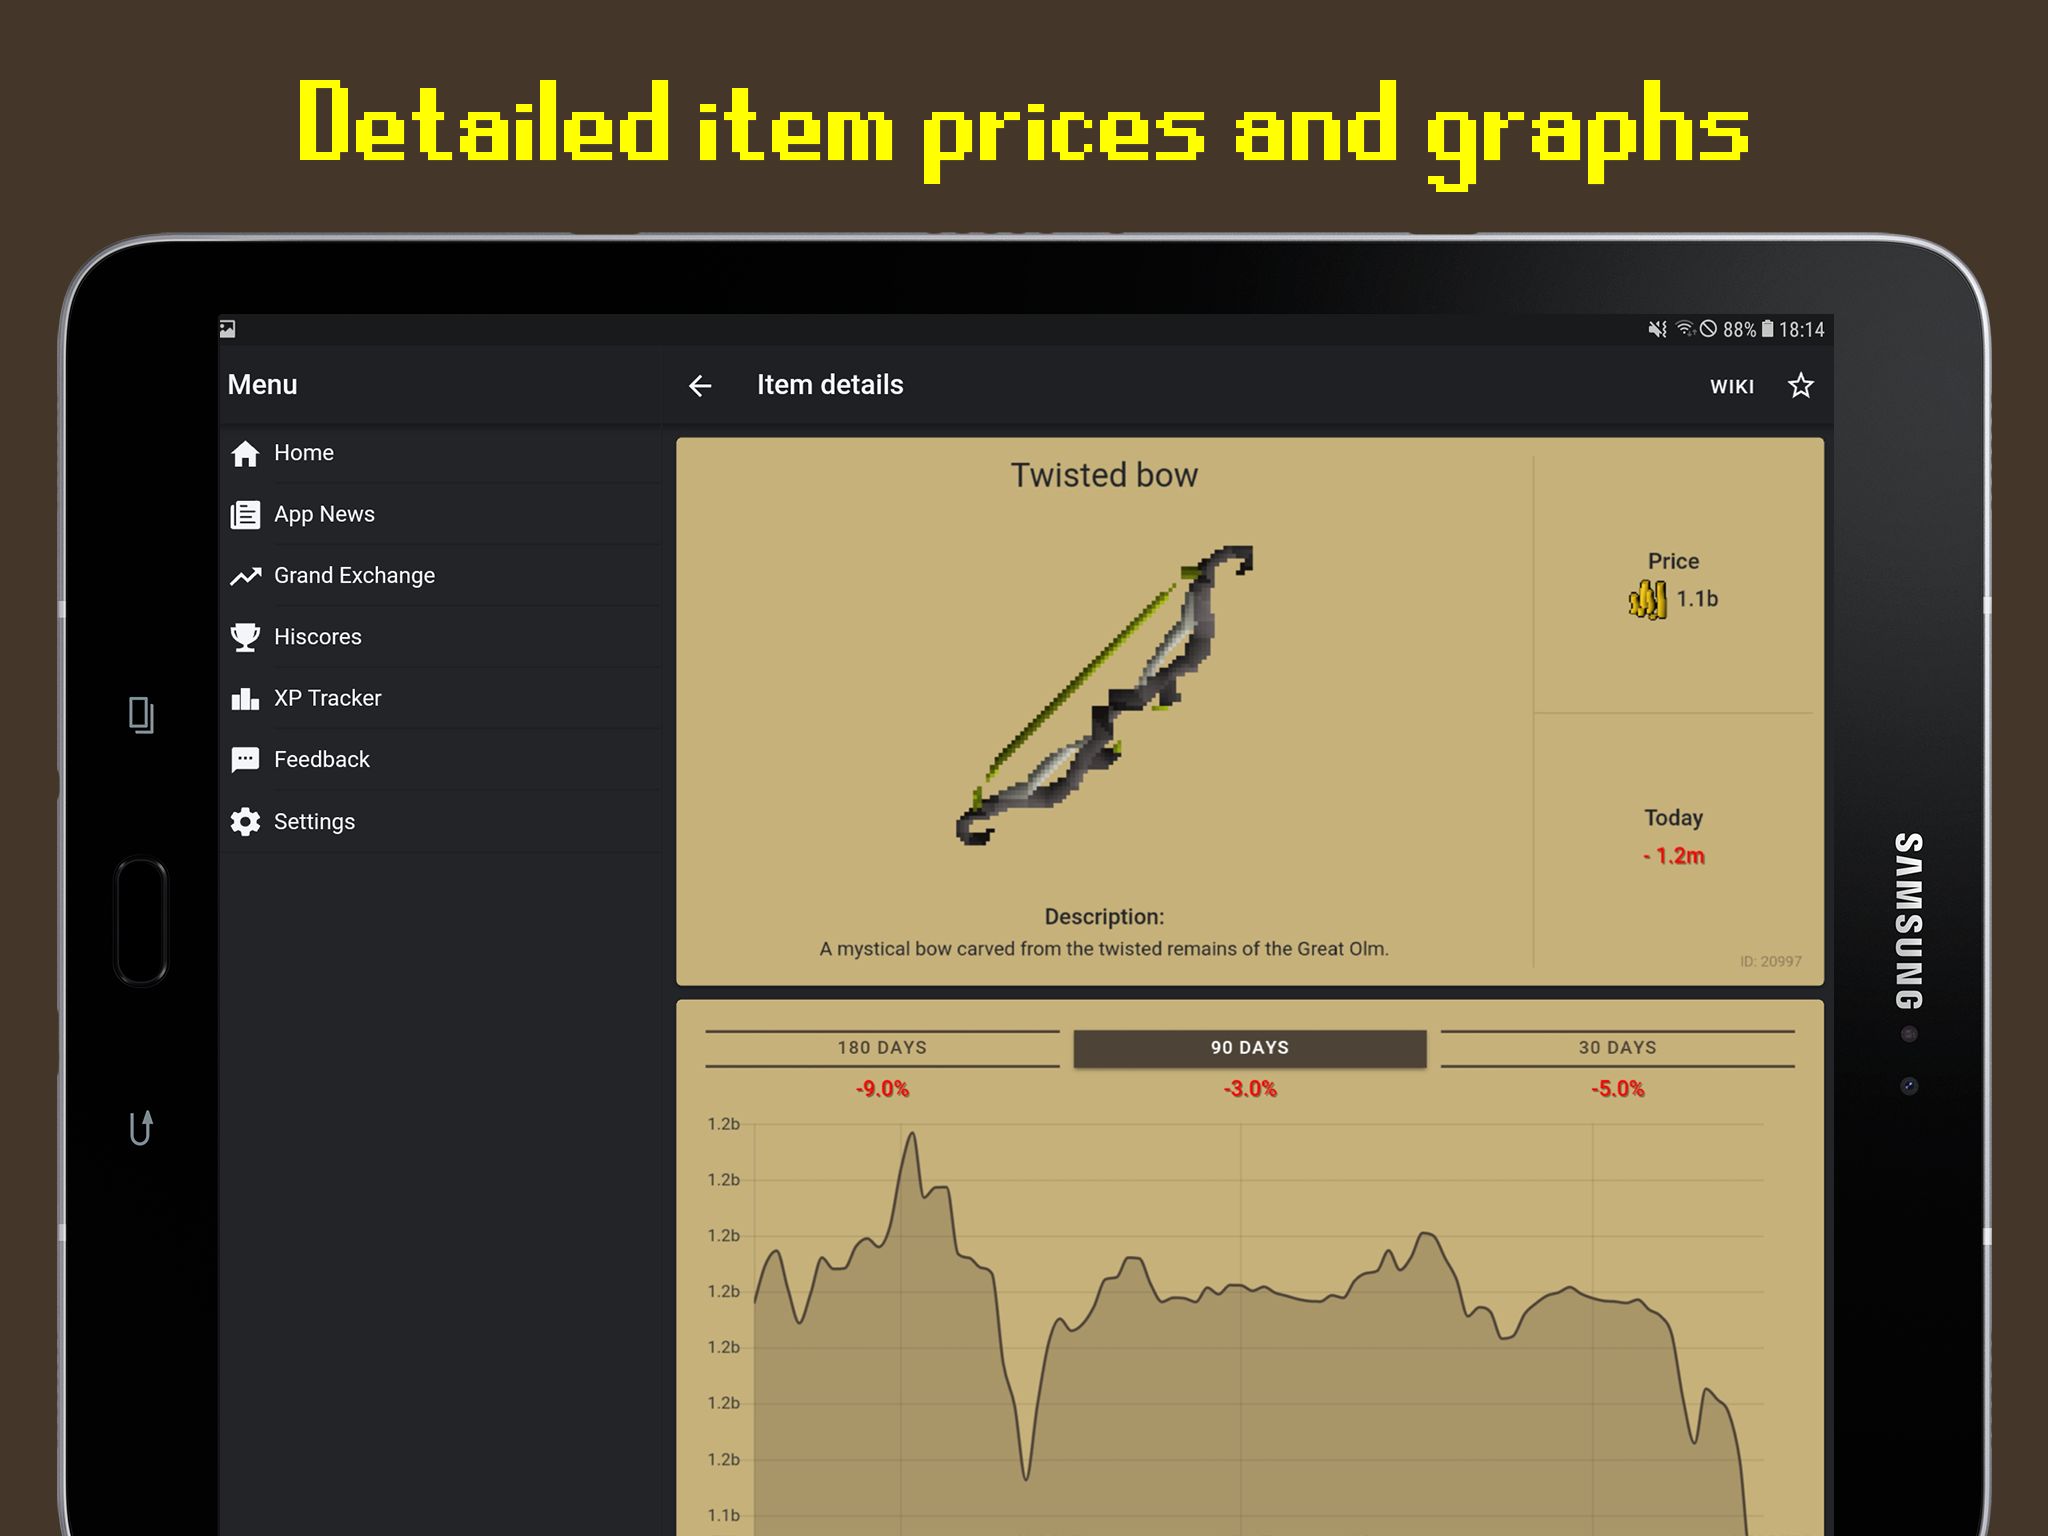 Detailed item prices and graphs
88% 18:14
Menu
Item details
WIKI
Home
App News
Grand Exchange
Hiscores
XP Tracker
Feedback
Settings
Twisted bow
Price
1.1b
Today
- 1.2m
Description:
A mystical bow carved from the twisted remains of the Great Olm.
ID: 20997
180 DAYS
90 DAYS
30 DAYS
-9.0%
-3.0%
-5.0%
1.2b
1.2b
1.2b
1.2b
1.2b
1.2b
1.2b
1.1b
SAMSUNG